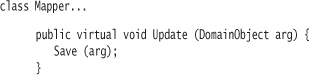 class Mapper...
public virtual void Update (DomainObject arg) {
Save (arg);
}